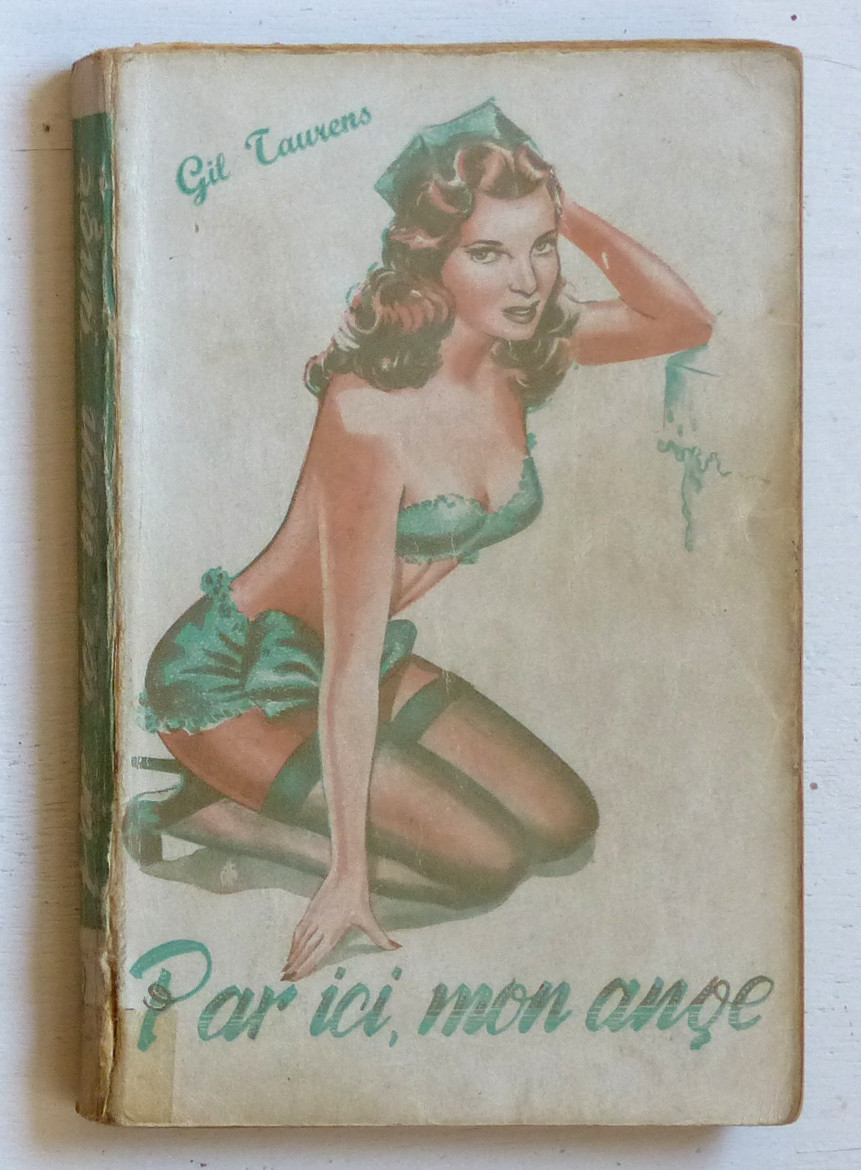 Gil Taurens
Par ici, mon ange